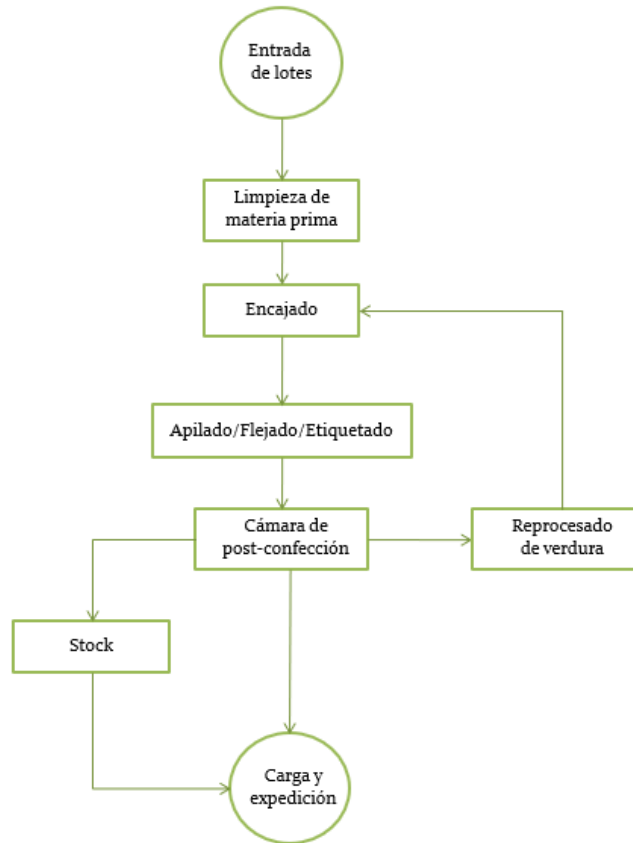 Entrada
de lotes
Limpieza de
materia prima
Encajado
Apilado/Flejado/Etiquetado
Cámara de
post-confección
Reprocesado
de verdura
Stock
Carga y
expedición